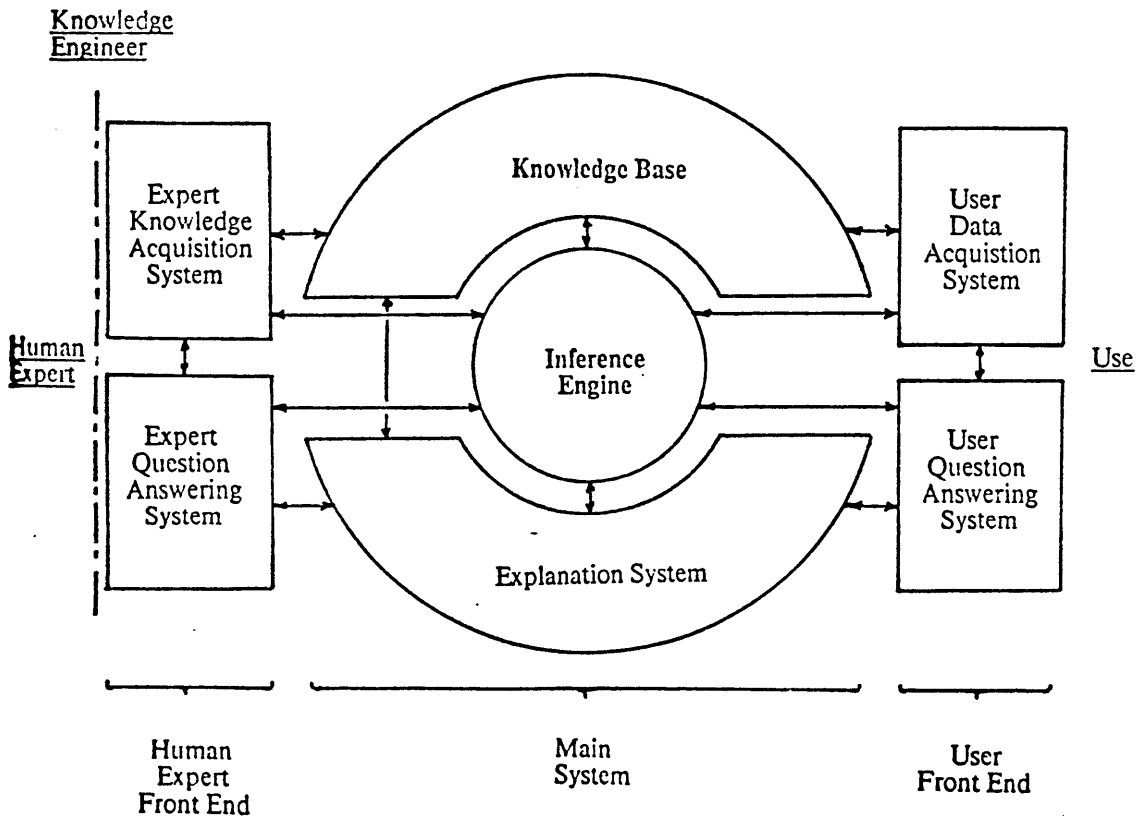 Knowledge
Engineer
Expert
Knowledge
Acquisition
System
Knowledge Base
User
Data
Acquistion
System
Human
Expert
Inference
Engine
Use
Expert
Question
Answering
System
User
Question
Answering
System
Explanation System
Human
Expert
Front End
Main
System
User
Front End